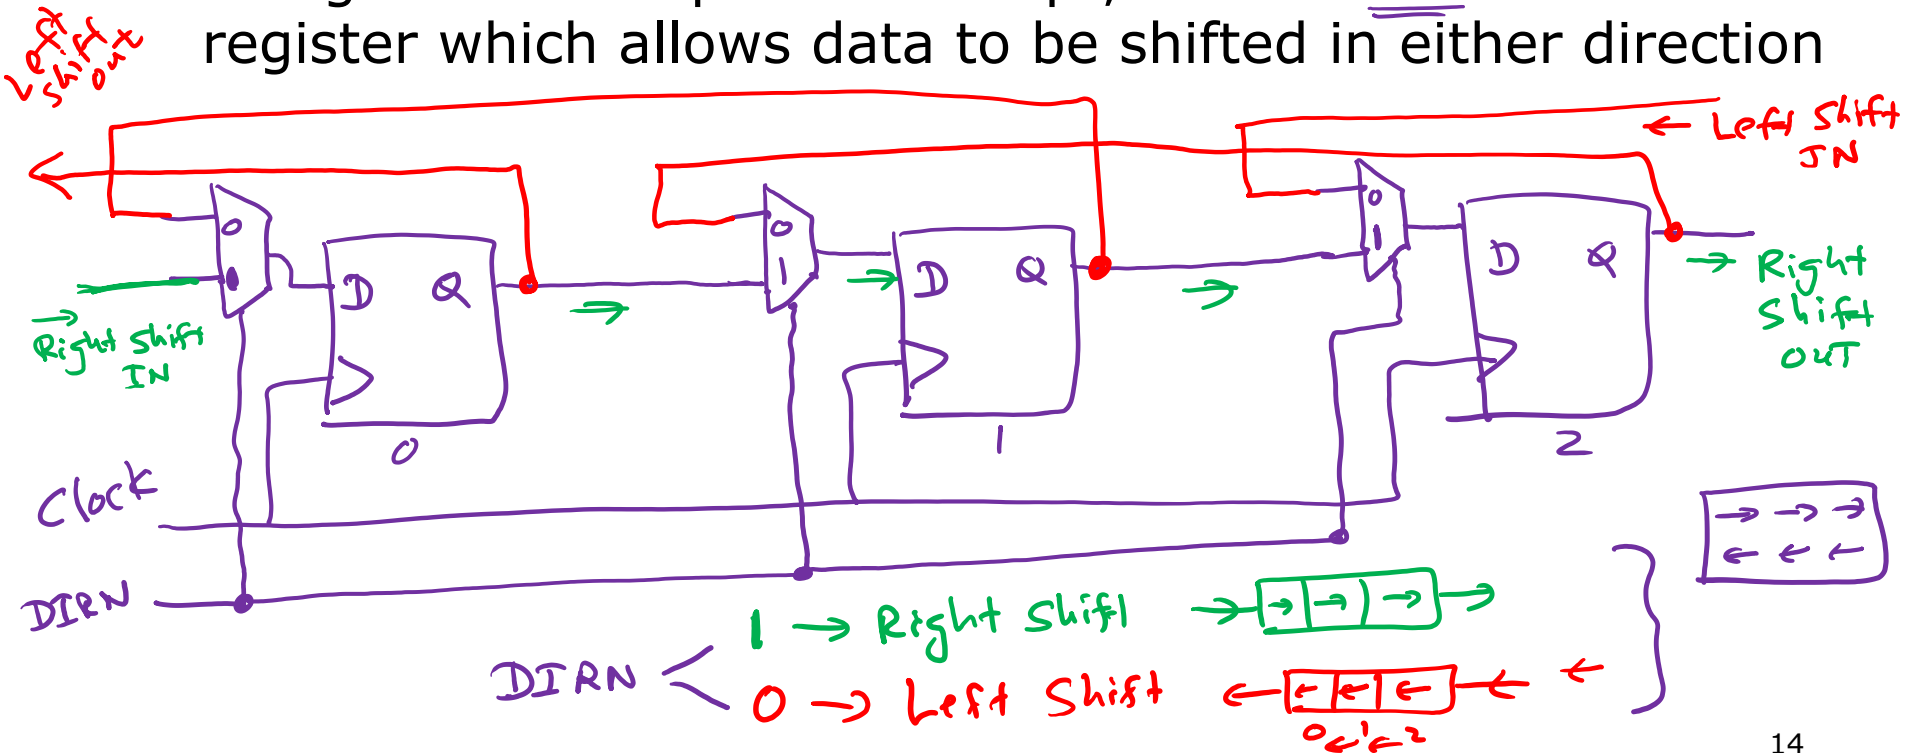 register which allows data to be shifted in either direction
Left
shift
out
← Left Shift
IN
0
1
D Q
0
0
1
D Q
1
0
1
D Q
2
→
Right Shift
IN
→ Right
Shift
OUT
Clock
DIRN
DIRN
1 → Right Shift
0 → Left Shift
0 ← 1 ← 2
14